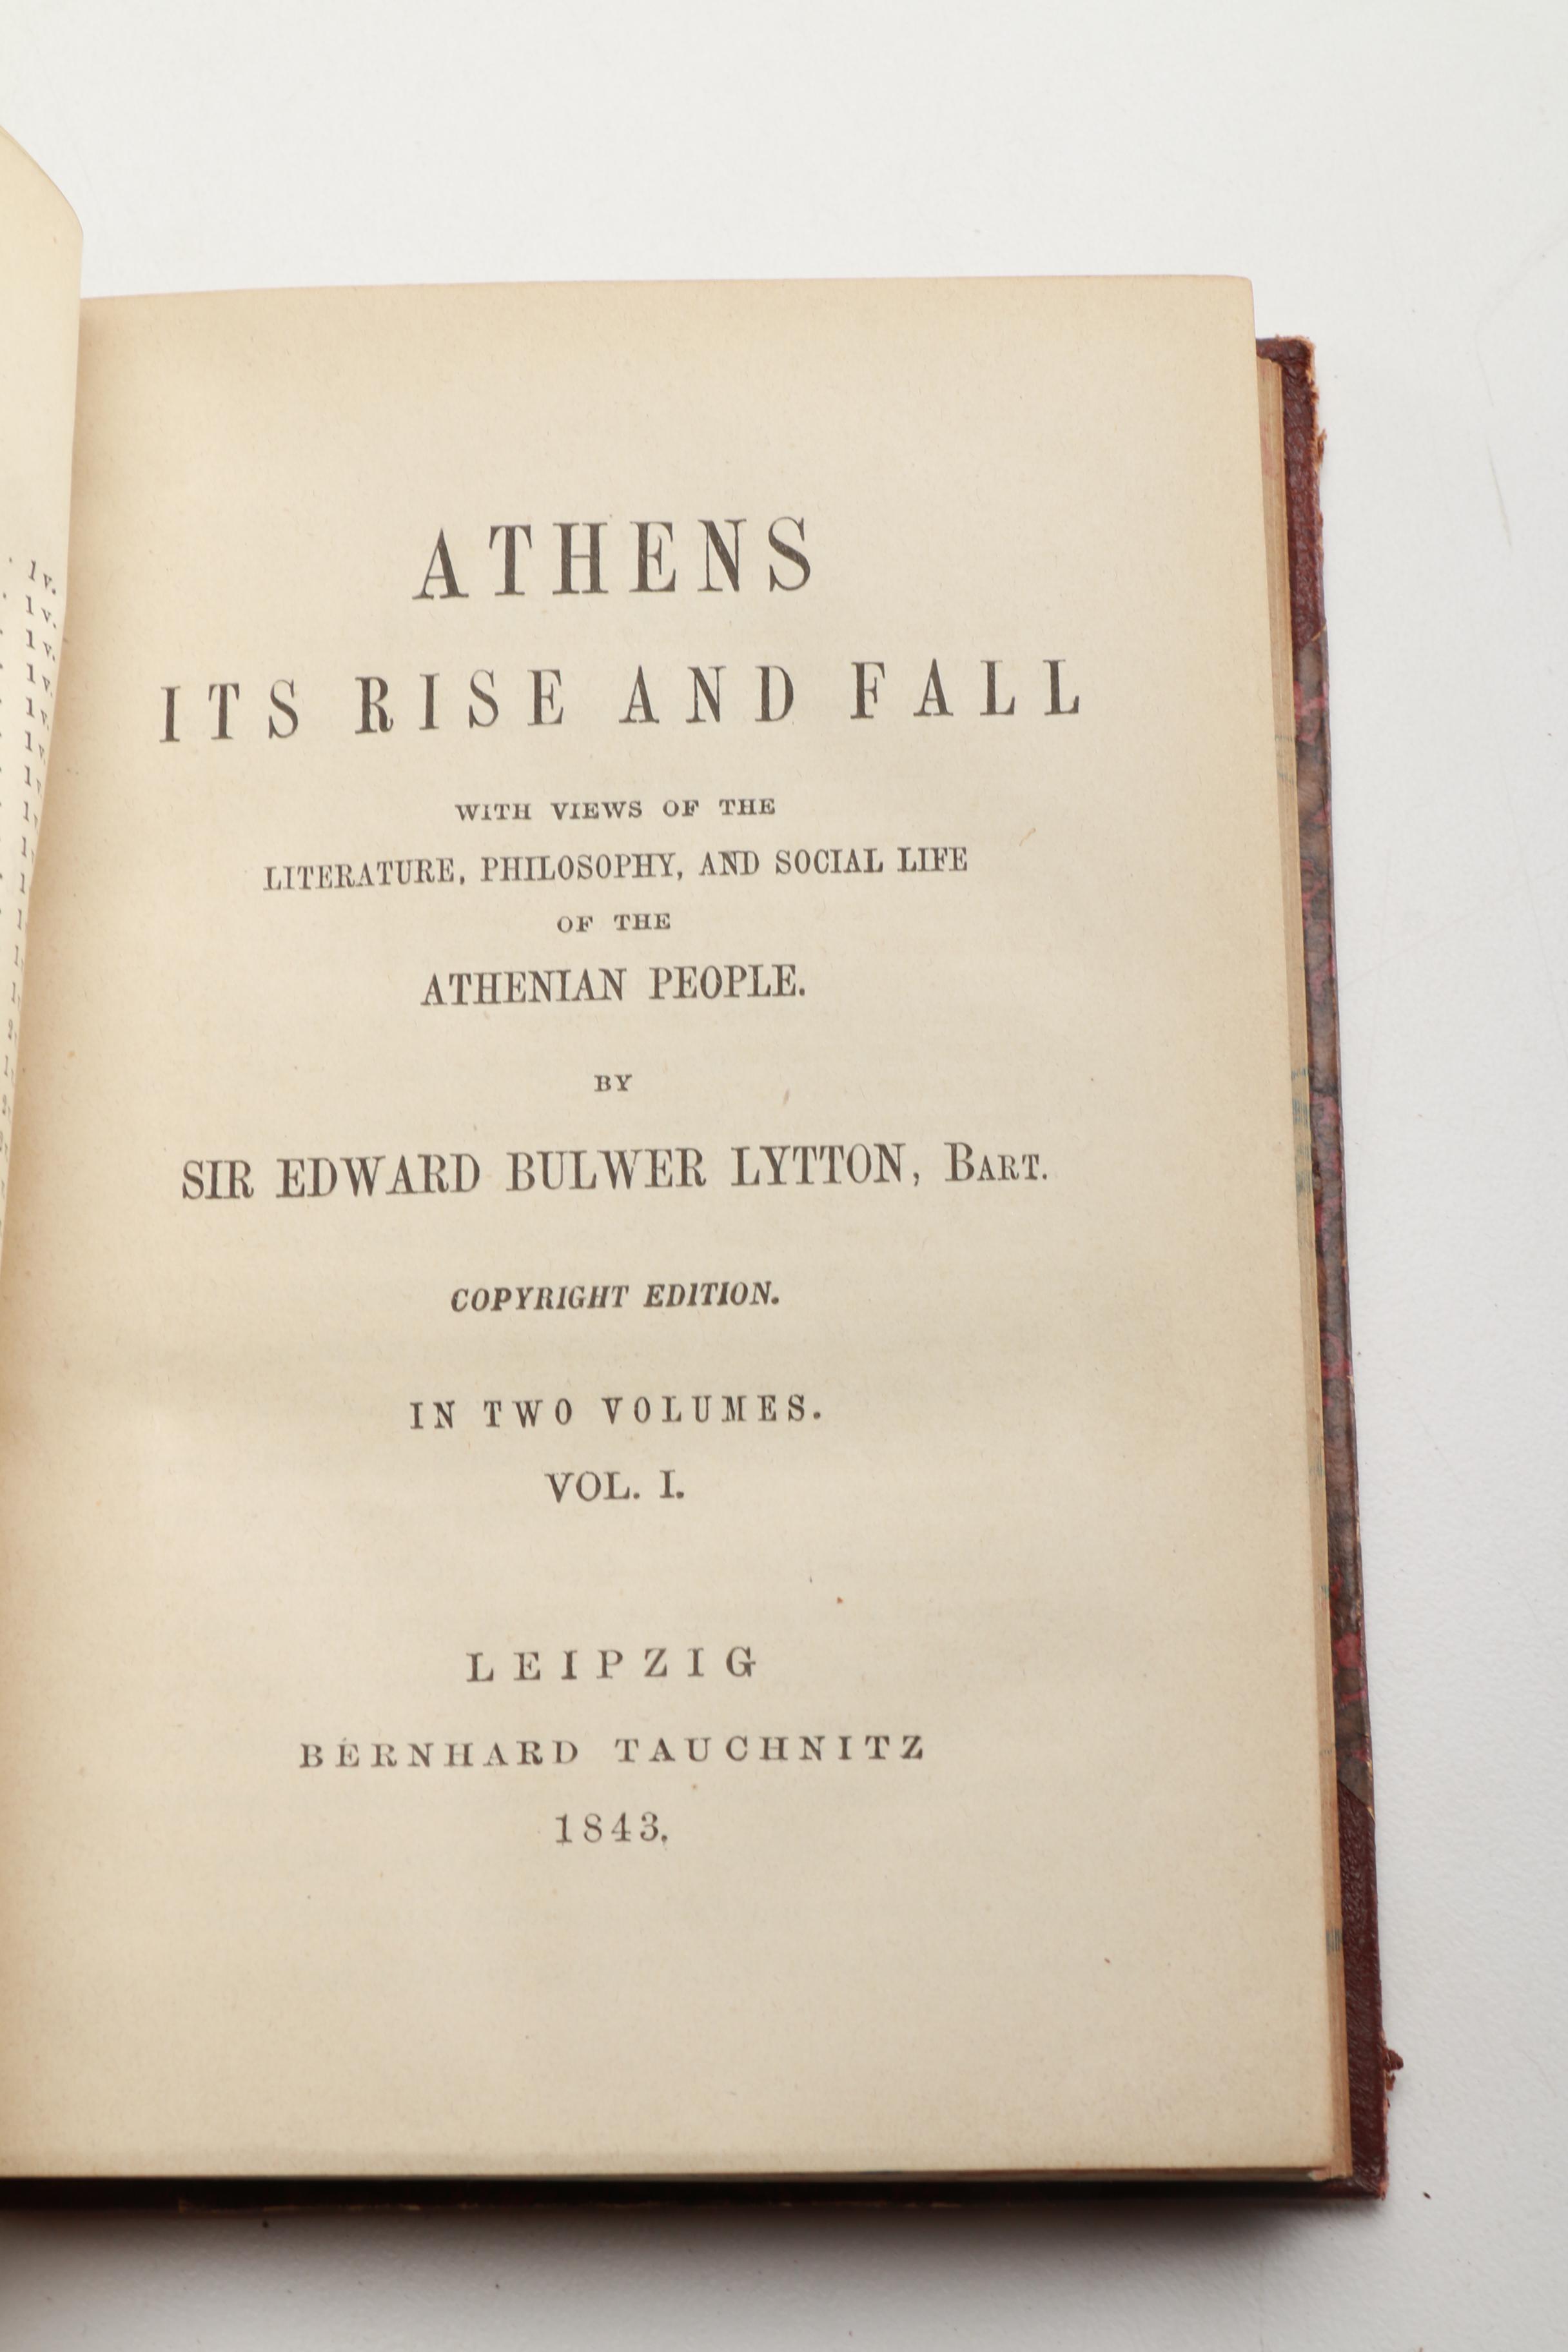 ATHENS
ITS RISE AND FALL
WITH VIEWS OF THE
LITERATURE, PHILOSOPHY, AND SOCIAL LIFE
OF THE
ATHENIAN PEOPLE.
BY
SIR EDWARD BULWER LYTTON, BART.
COPYRIGHT EDITION.
IN TWO VOLUMES.
VOL. I.
LEIPZIG
BERNHARD TAUCHNITZ
1843.